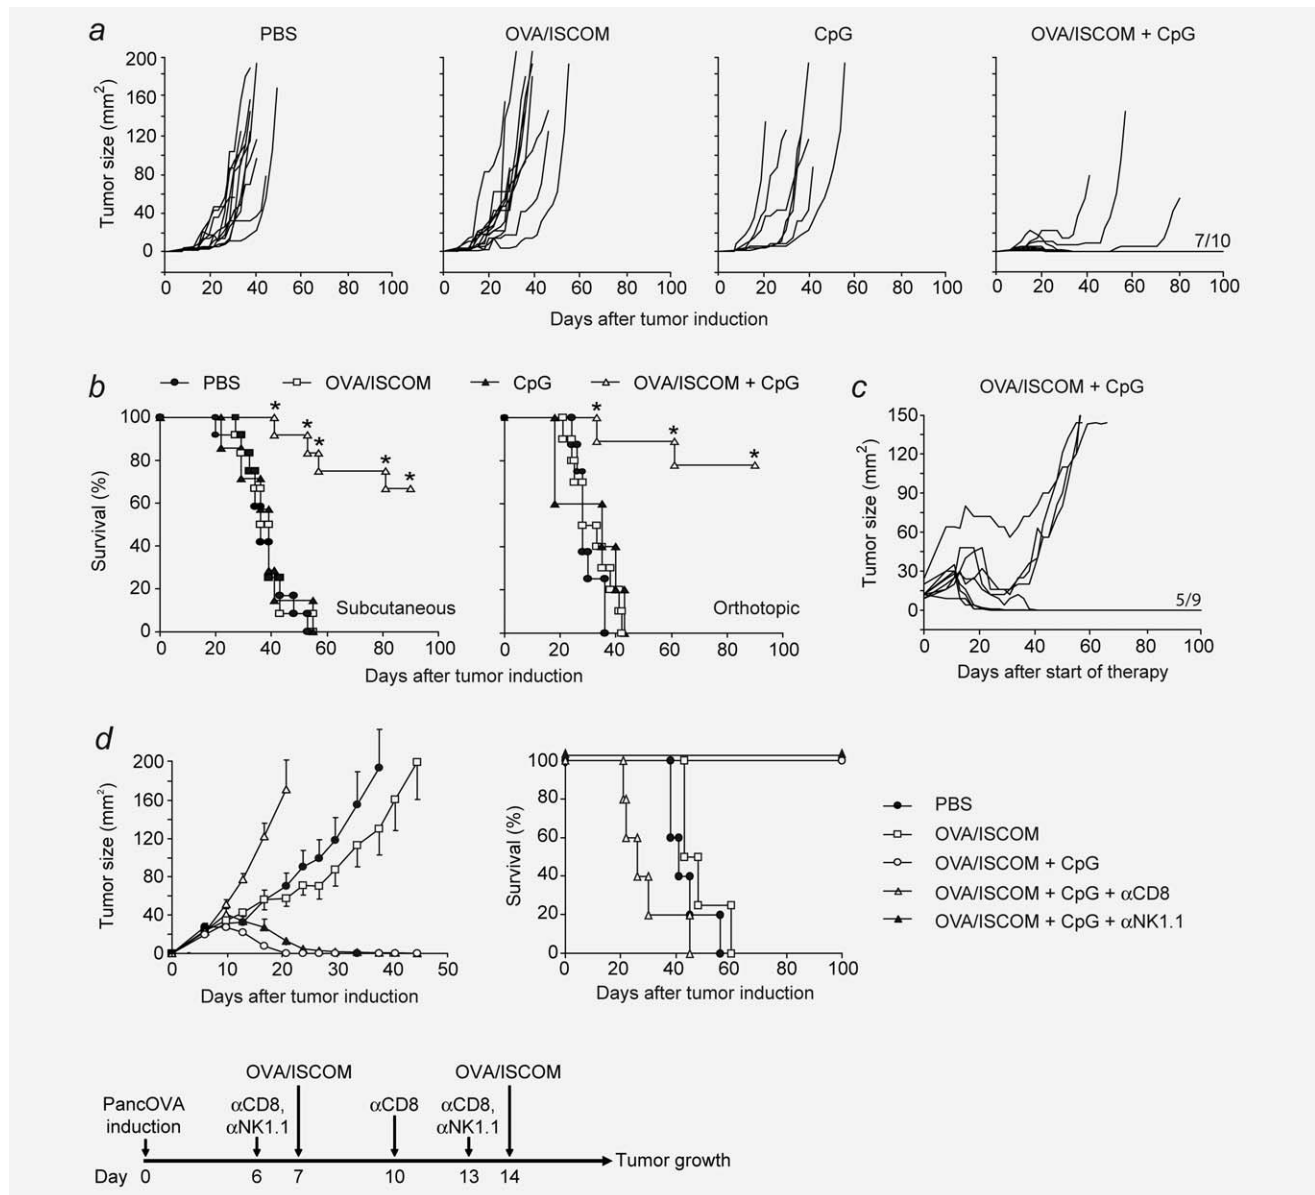 a
PBS
OVA/ISCOM
CpG
OVA/ISCOM + CpG
Tumor size (mm²)
200
160
120
80
40
0
7/10
0 20 40 60 80 100
0 20 40 60 80 100
0 20 40 60 80 100
0 20 40 60 80 100
Days after tumor induction
b
PBS
OVA/ISCOM
CpG
OVA/ISCOM + CpG
Survival (%)
100
80
60
40
20
0
* * * * *
Subcutaneous
0 20 40 60 80 100
* * *
Orthotopic
0 20 40 60 80 100
Days after tumor induction
c
OVA/ISCOM + CpG
Tumor size (mm²)
150
120
90
60
30
0
5/9
0 20 40 60 80 100
Days after start of therapy
d
Tumor size (mm²)
200
160
120
80
40
0
0 10 20 30 40 50
Days after tumor induction
Survival (%)
100
80
60
40
20
0
0 20 40 60 80 100
Days after tumor induction
PBS
OVA/ISCOM
OVA/ISCOM + CpG
OVA/ISCOM + CpG + αCD8
OVA/ISCOM + CpG + αNK1.1
OVA/ISCOM OVA/ISCOM
PancOVA αCD8, αCD8 αCD8,
induction αNK1.1 αNK1.1
Tumor growth
Day 0 6 7 10 13 14